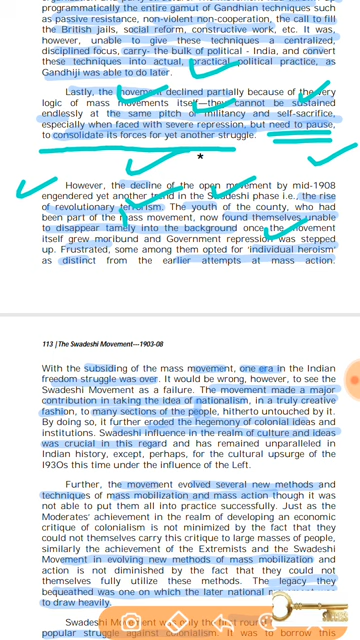 programmatically the entire gamut of Gandhian techniques such
as passive resistance, non-violent non-cooperation, the call to fill
the British jails, social reform, constructive work, etc. It was,
however, unable to give these techniques a centralized,
disciplined focus, carry- the bulk of political - India, and convert
these techniques into actual, practical political practice, as
Gandhiji was able to do later.
Lastly, the movement declined partially because of the very
logic of mass movements itself—they cannot be sustained
endlessly at the same pitch of militancy and self-sacrifice,
especially when faced with severe repression, but need to pause,
to consolidate its forces for yet another struggle.
*
However, the decline of the open movement by mid-1908
engendered yet another trend in the Swadeshi phase i.e., the rise
of revolutionary terrorism. The youth of the county, who had
been part of the mass movement, now found themselves unable
to disappear tamely into the background once the movement
itself grew moribund and Government repression was stepped
up. Frustrated, some among them opted for 'individual heroism'
as distinct from the earlier attempts at mass action.
113 |The Swadeshi Movement—1903-08
With the subsiding of the mass movement, one era in the Indian
freedom struggle was over. It would be wrong, however, to see the
Swadeshi Movement as a failure. The movement made a major
contribution in taking the idea of nationalism, in a truly creative
fashion, to many sections of the people, hitherto untouched by it.
By doing so, it further eroded the hegemony of colonial ideas and
institutions. Swadeshi influence in the realm of culture and ideas
was crucial in this regard and has remained unparalleled in
Indian history, except, perhaps, for the cultural upsurge of the
193Os this time under the influence of the Left.
Further, the movement evolved several new methods and
techniques of mass mobilization and mass action though it was
not able to put them all into practice successfully. Just as the
Moderates' achievement in the realm of developing an economic
critique of colonialism is not minimized by the fact that they
could not themselves carry this critique to large masses of people,
similarly the achievement of the Extremists and the Swadeshi
Movement in evolving new methods of mass mobilization and
action is not diminished by the fact that they could not
themselves fully utilize these methods. The legacy they
bequeathed was one on which the later national
to draw heavily.
Swadeshi was only the
popular struggle against colonialism. It was to borrow this